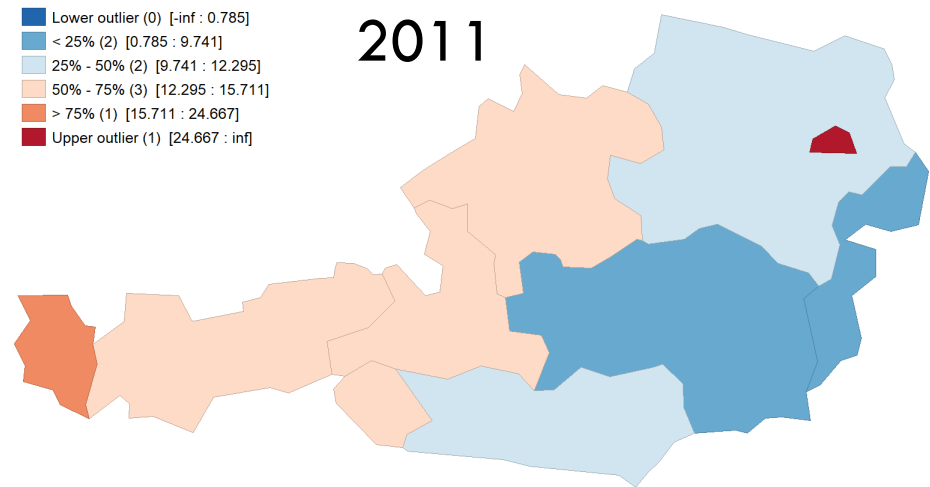 Lower outlier (0) [-inf : 0.785]
< 25% (2) [0.785 : 9.741]
25% - 50% (2) [9.741 : 12.295]
50% - 75% (3) [12.295 : 15.711]
> 75% (1) [15.711 : 24.667]
Upper outlier (1) [24.667 : inf]
2011